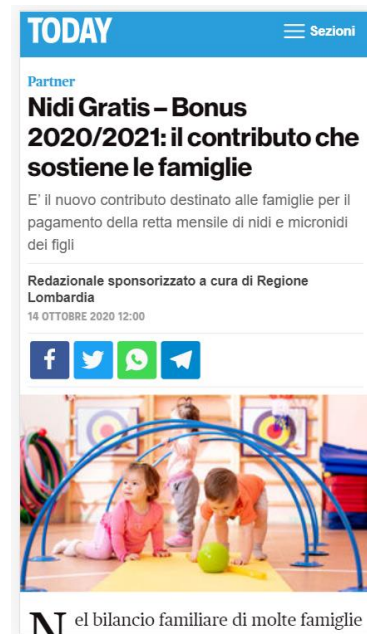 TODAY
Sezioni
Partner
Nidi Gratis – Bonus
2020/2021: il contributo che
sostiene le famiglie
E' il nuovo contributo destinato alle famiglie per il
pagamento della retta mensile di nidi e micronidi
dei figli
Redazionale sponsorizzato a cura di Regione
Lombardia
14 OTTOBRE 2020 12:00
Nel bilancio familiare di molte famiglie